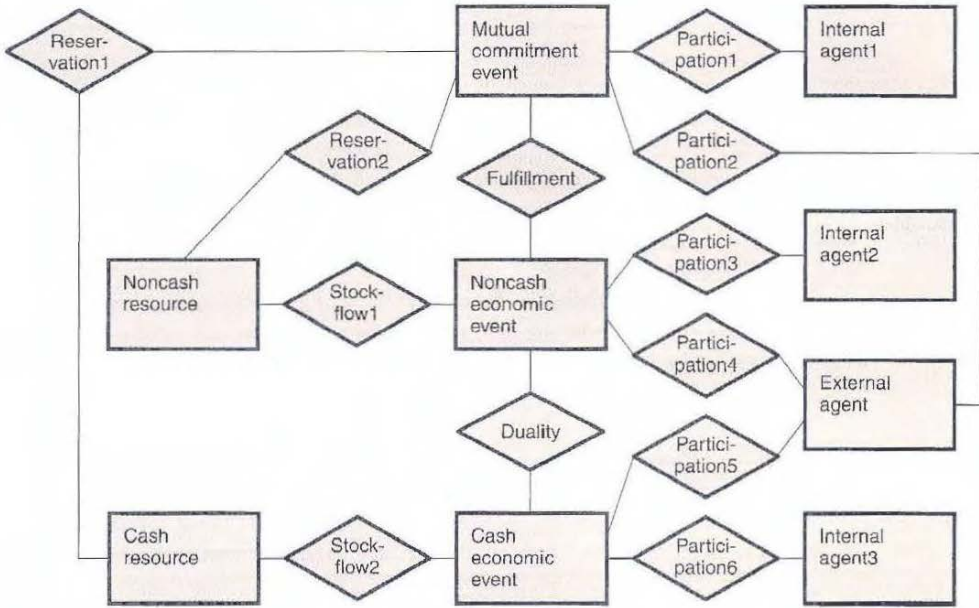 Reser-
vation1
Mutual
commitment
event
Partici-
pation1
Internal
agent1
Reser-
vation2
Partici-
pation2
Fulfillment
Noncash
resource
Stock-
flow1
Noncash
economic
event
Partici-
pation3
Internal
agent2
Partici-
pation4
External
agent
Duality
Partici-
pation5
Cash
resource
Stock-
flow2
Cash
economic
event
Partici-
pation6
Internal
agent3